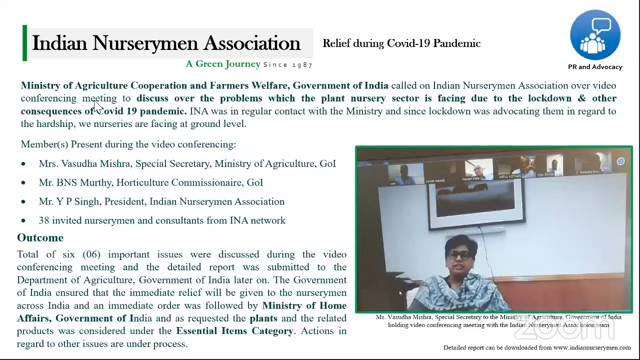 Indian Nurserymen Association
Relief during Covid-19 Pandemic
A Green Journey Since 1987
PR and Advocacy
Ministry of Agriculture Cooperation and Farmers Welfare, Government of India called on Indian Nurserymen Association over video
conferencing meeting to discuss over the problems which the plant nursery sector is facing due to the lockdown & other
consequences of Covid 19 pandemic. INA was in regular contact with the Ministry and since lockdown was advocating them in regard to
the hardship, we nurseries are facing at ground level.
Member(s) Present during the video conferencing:
• Mrs. Vasudha Mishra, Special Secretary, Ministry of Agriculture, GoI
• Mr. BNS Murthy, Horticulture Commissionaire, GoI
• Mr. Y P Singh, President, Indian Nurserymen Association
• 38 invited nurserymen and consultants from INA network
Outcome
Total of six (06) important issues were discussed during the video
conferencing meeting and the detailed report was submitted to the
Department of Agriculture, Government of India later on. The Government
of India ensured that the immediate relief will be given to the nurserymen
across India and an immediate order was followed by Ministry of Home
Affairs, Government of India and as requested the plants and the related
products was considered under the Essential Items Category. Actions in
regard to other issues are under process.
Ms. Vasudha Mishra, Special Secretary to the Ministry of Agriculture, Government of India
holding video conferencing meeting with the Indian Nurserymen Association team
zoom
Detailed report can be downloaded from www.indiannurserymen.com